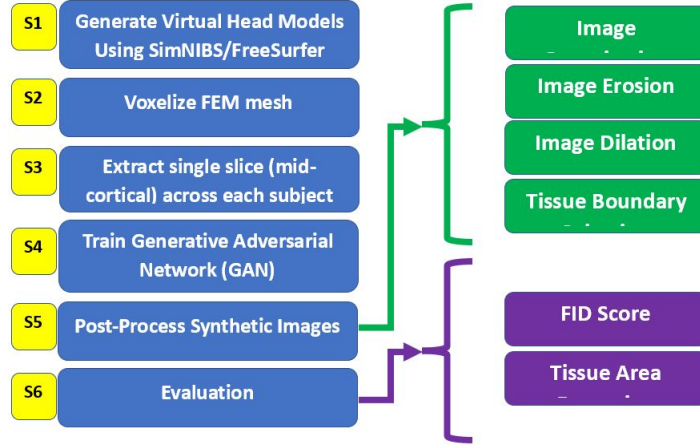 S1
Generate Virtual Head Models
Using SimNIBS/FreeSurfer
S2
Voxelize FEM mesh
S3
Extract single slice (mid-
cortical) across each subject
S4
Train Generative Adversarial
Network (GAN)
S5
Post-Process Synthetic Images
S6
Evaluation
Image
Image Erosion
Image Dilation
Tissue Boundary
FID Score
Tissue Area